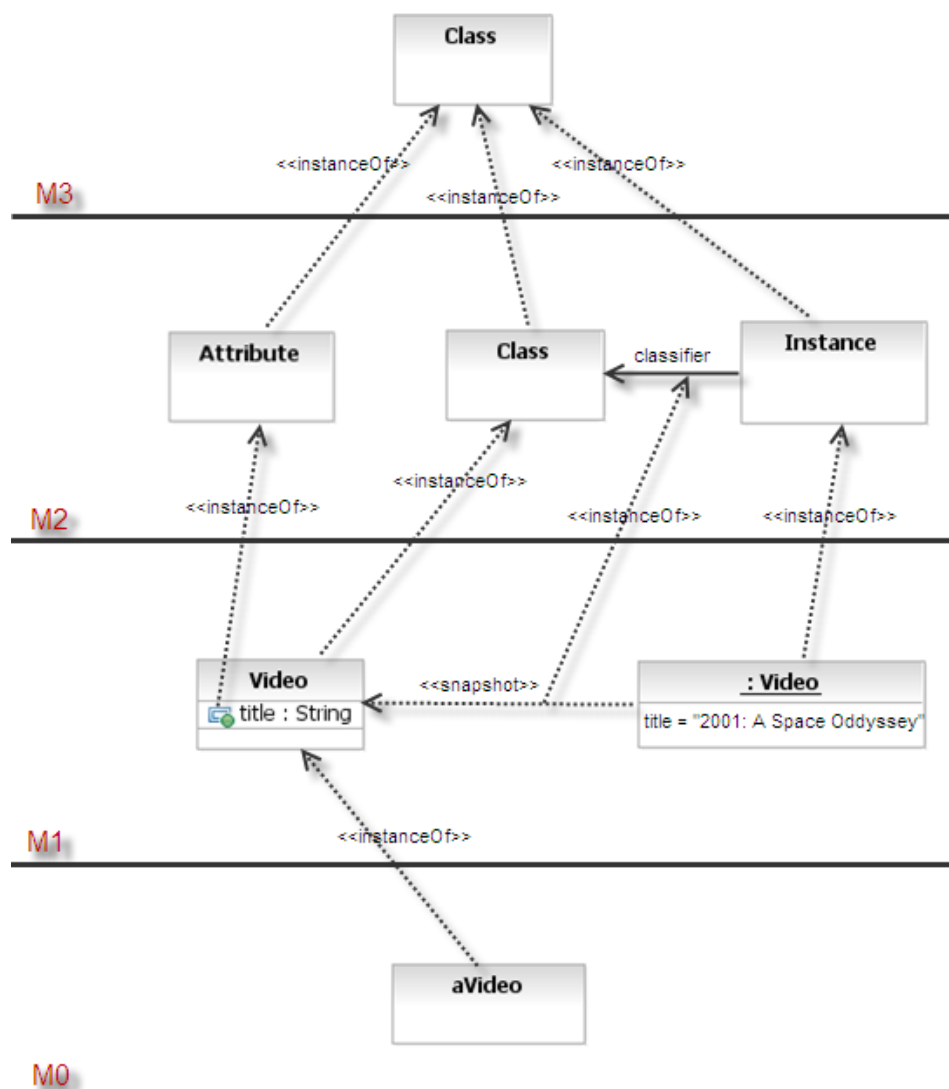 Class
<<instanceOf>>
<<instanceOf>>
<<instanceOf>>
M3
Attribute
Class
classifier
Instance
<<instanceOf>>
<<instanceOf>>
<<instanceOf>>
<<instanceOf>>
M2
Video
title : String
<<snapshot>>
: Video
title = "2001: A Space Oddyssey"
M1
<<instanceOf>>
aVideo
M0